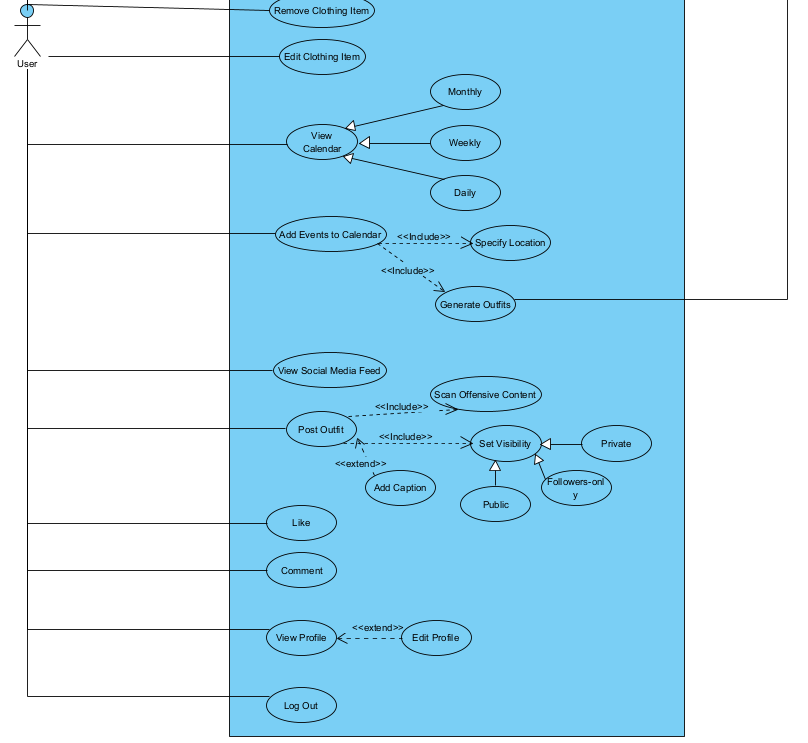 Remove Clothing Item
User
Edit Clothing Item
Monthly
View
Calendar
Weekly
Daily
Add Events to Calendar
<<Include>>
Specify Location
<<Include>>
Generate Outfits
View Social Media Feed
Scan Offensive Content
<<Include>>
Post Outfit
<<Include>>
Set Visibility
Private
<<extend>>
Add Caption
Followers-onl
y
Public
Like
Comment
View Profile
<<extend>>
Edit Profile
Log Out